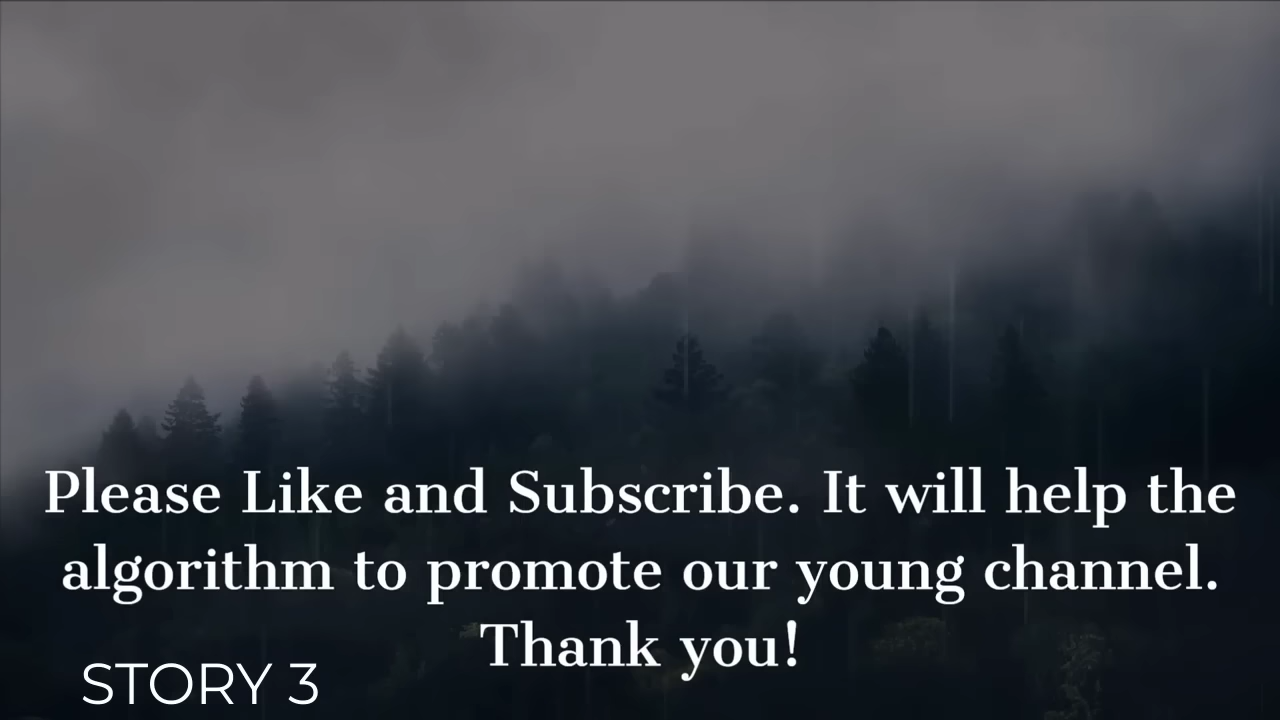 Please Like and Subscribe. It will help the
algorithm to promote our young channel.
Thank you!
STORY 3